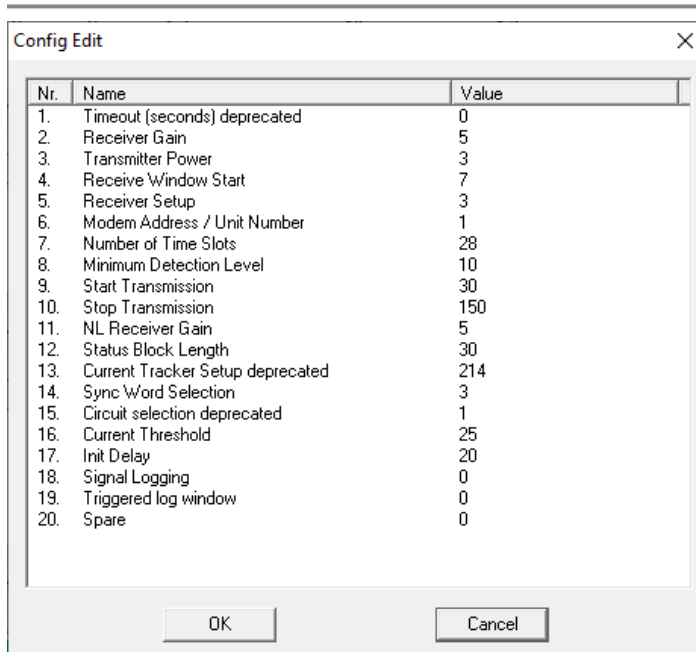 Config Edit
Nr. Name Value
1. Timeout (seconds) deprecated 0
2. Receiver Gain 5
3. Transmitter Power 3
4. Receive Window Start 7
5. Receiver Setup 3
6. Modem Address / Unit Number 1
7. Number of Time Slots 28
8. Minimum Detection Level 10
9. Start Transmission 30
10. Stop Transmission 150
11. NL Receiver Gain 5
12. Status Block Length 30
13. Current Tracker Setup deprecated 214
14. Sync Word Selection 3
15. Circuit selection deprecated 1
16. Current Threshold 25
17. Init Delay 20
18. Signal Logging 0
19. Triggered log window 0
20. Spare 0
OK Cancel